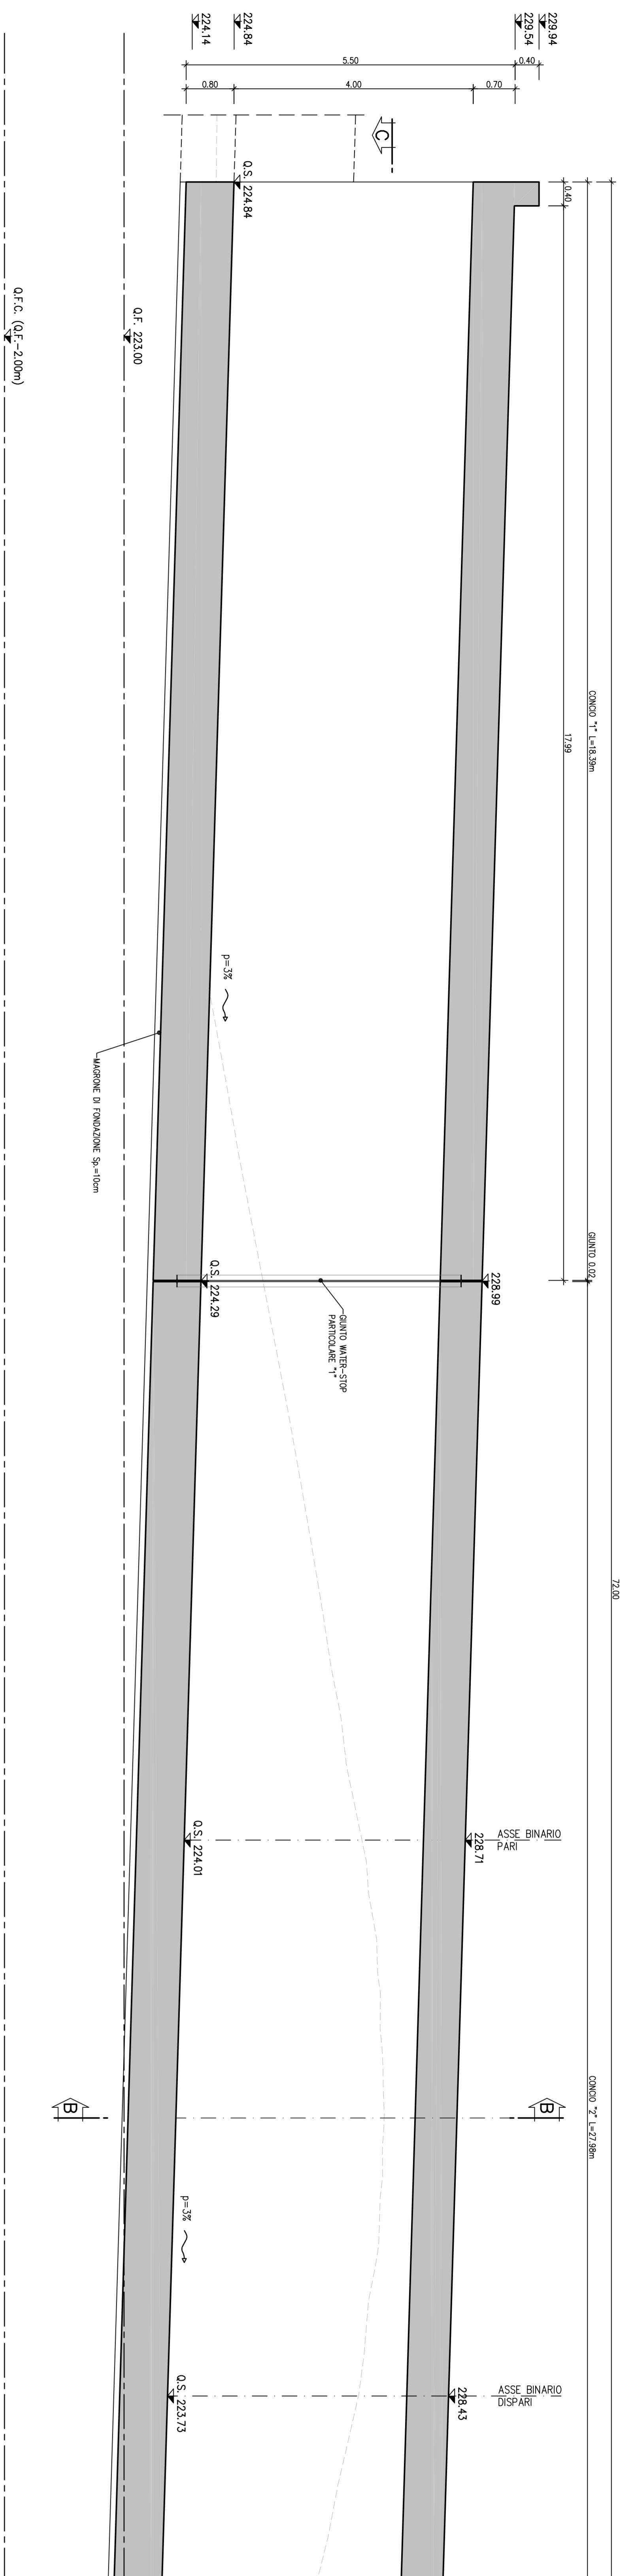 229.94
229.54
224.84
224.14
0.40
5.50
0.70
4.00
0.80
C
Q.S. 224.84
0.40
72.00
CONCIO "1" L=18.39m
17.99
Q.F. 223.00
Q.F.C. (Q.F.-2.00m)
p=3%
MAGRONE DI FONDAZIONE Sp.=10cm
GIUNTO 0.02
228.99
Q.S. 224.29
GIUNTO WATER-STOP
PARTICOLARE "1"
ASSE BINARIO
PARI
228.71
Q.S. 224.01
CONCIO "2" L=27.98m
B
B
p=3%
ASSE BINARIO
DISPARI
228.43
Q.S. 223.73